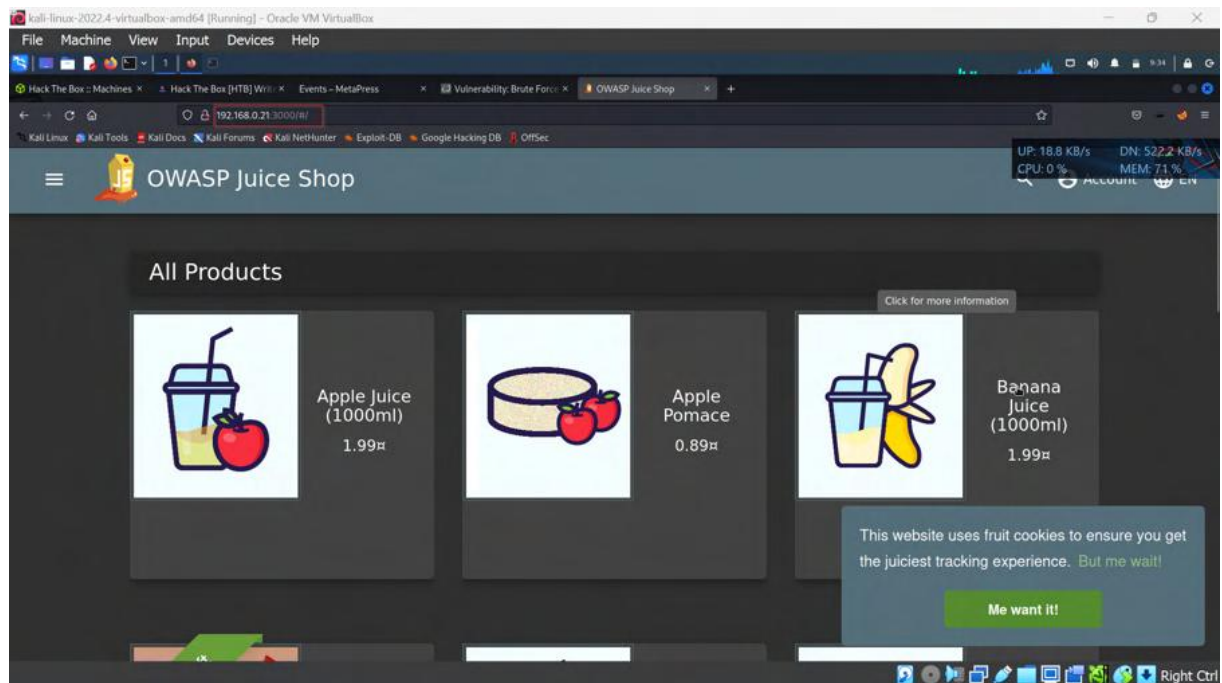 kali-linux-2022.4-virtualbox-amd64 [Running] - Oracle VM VirtualBox
File Machine View Input Devices Help
1
9:34
Hack The Box :: Machines
Hack The Box [HTB] Writ
Events – MetaPress
Vulnerability: Brute Force
OWASP Juice Shop
192.168.0.21:3000/#/
Kali Linux Kali Tools Kali Docs Kali Forums Kali NetHunter Exploit-DB Google Hacking DB OffSec
UP: 18.8 KB/s DN: 522.2 KB/s
CPU: 0 % MEM: 71 %
JS
OWASP Juice Shop
Account EN
All Products
Click for more information
Apple Juice
(1000ml)
1.99¤
Apple
Pomace
0.89¤
Banana
Juice
(1000ml)
1.99¤
This website uses fruit cookies to ensure you get
the juiciest tracking experience. But me wait!
Me want it!
Right Ctrl